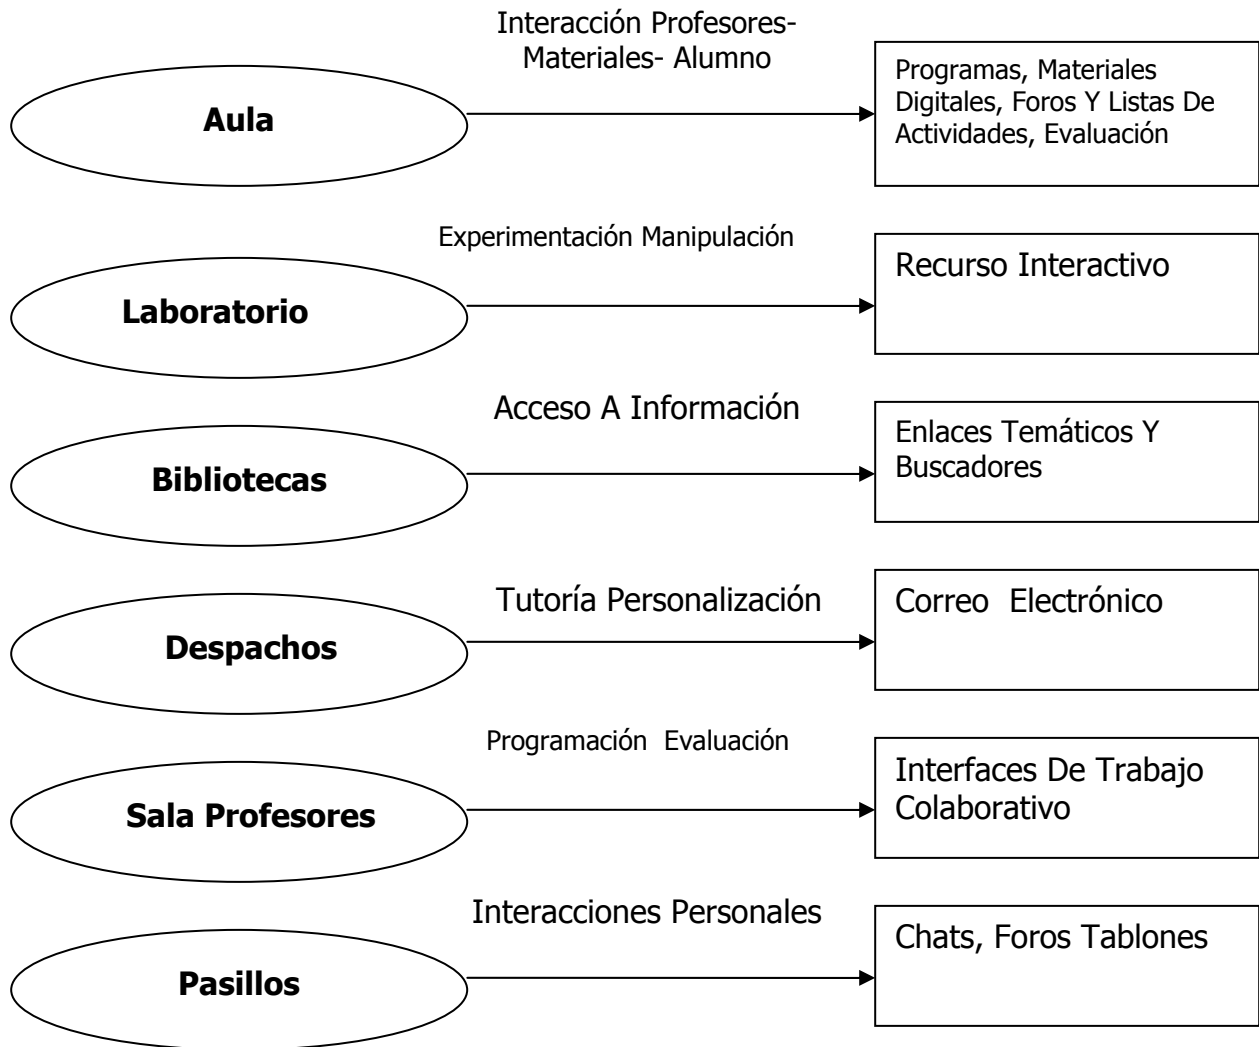 Interacción Profesores-
Materiales- Alumno
Aula
Programas, Materiales
Digitales, Foros Y Listas De
Actividades, Evaluación
Experimentación Manipulación
Laboratorio
Recurso Interactivo
Acceso A Información
Bibliotecas
Enlaces Temáticos Y
Buscadores
Tutoría Personalización
Despachos
Correo  Electrónico
Programación  Evaluación
Sala Profesores
Interfaces De Trabajo
Colaborativo
Interacciones Personales
Pasillos
Chats, Foros Tablones